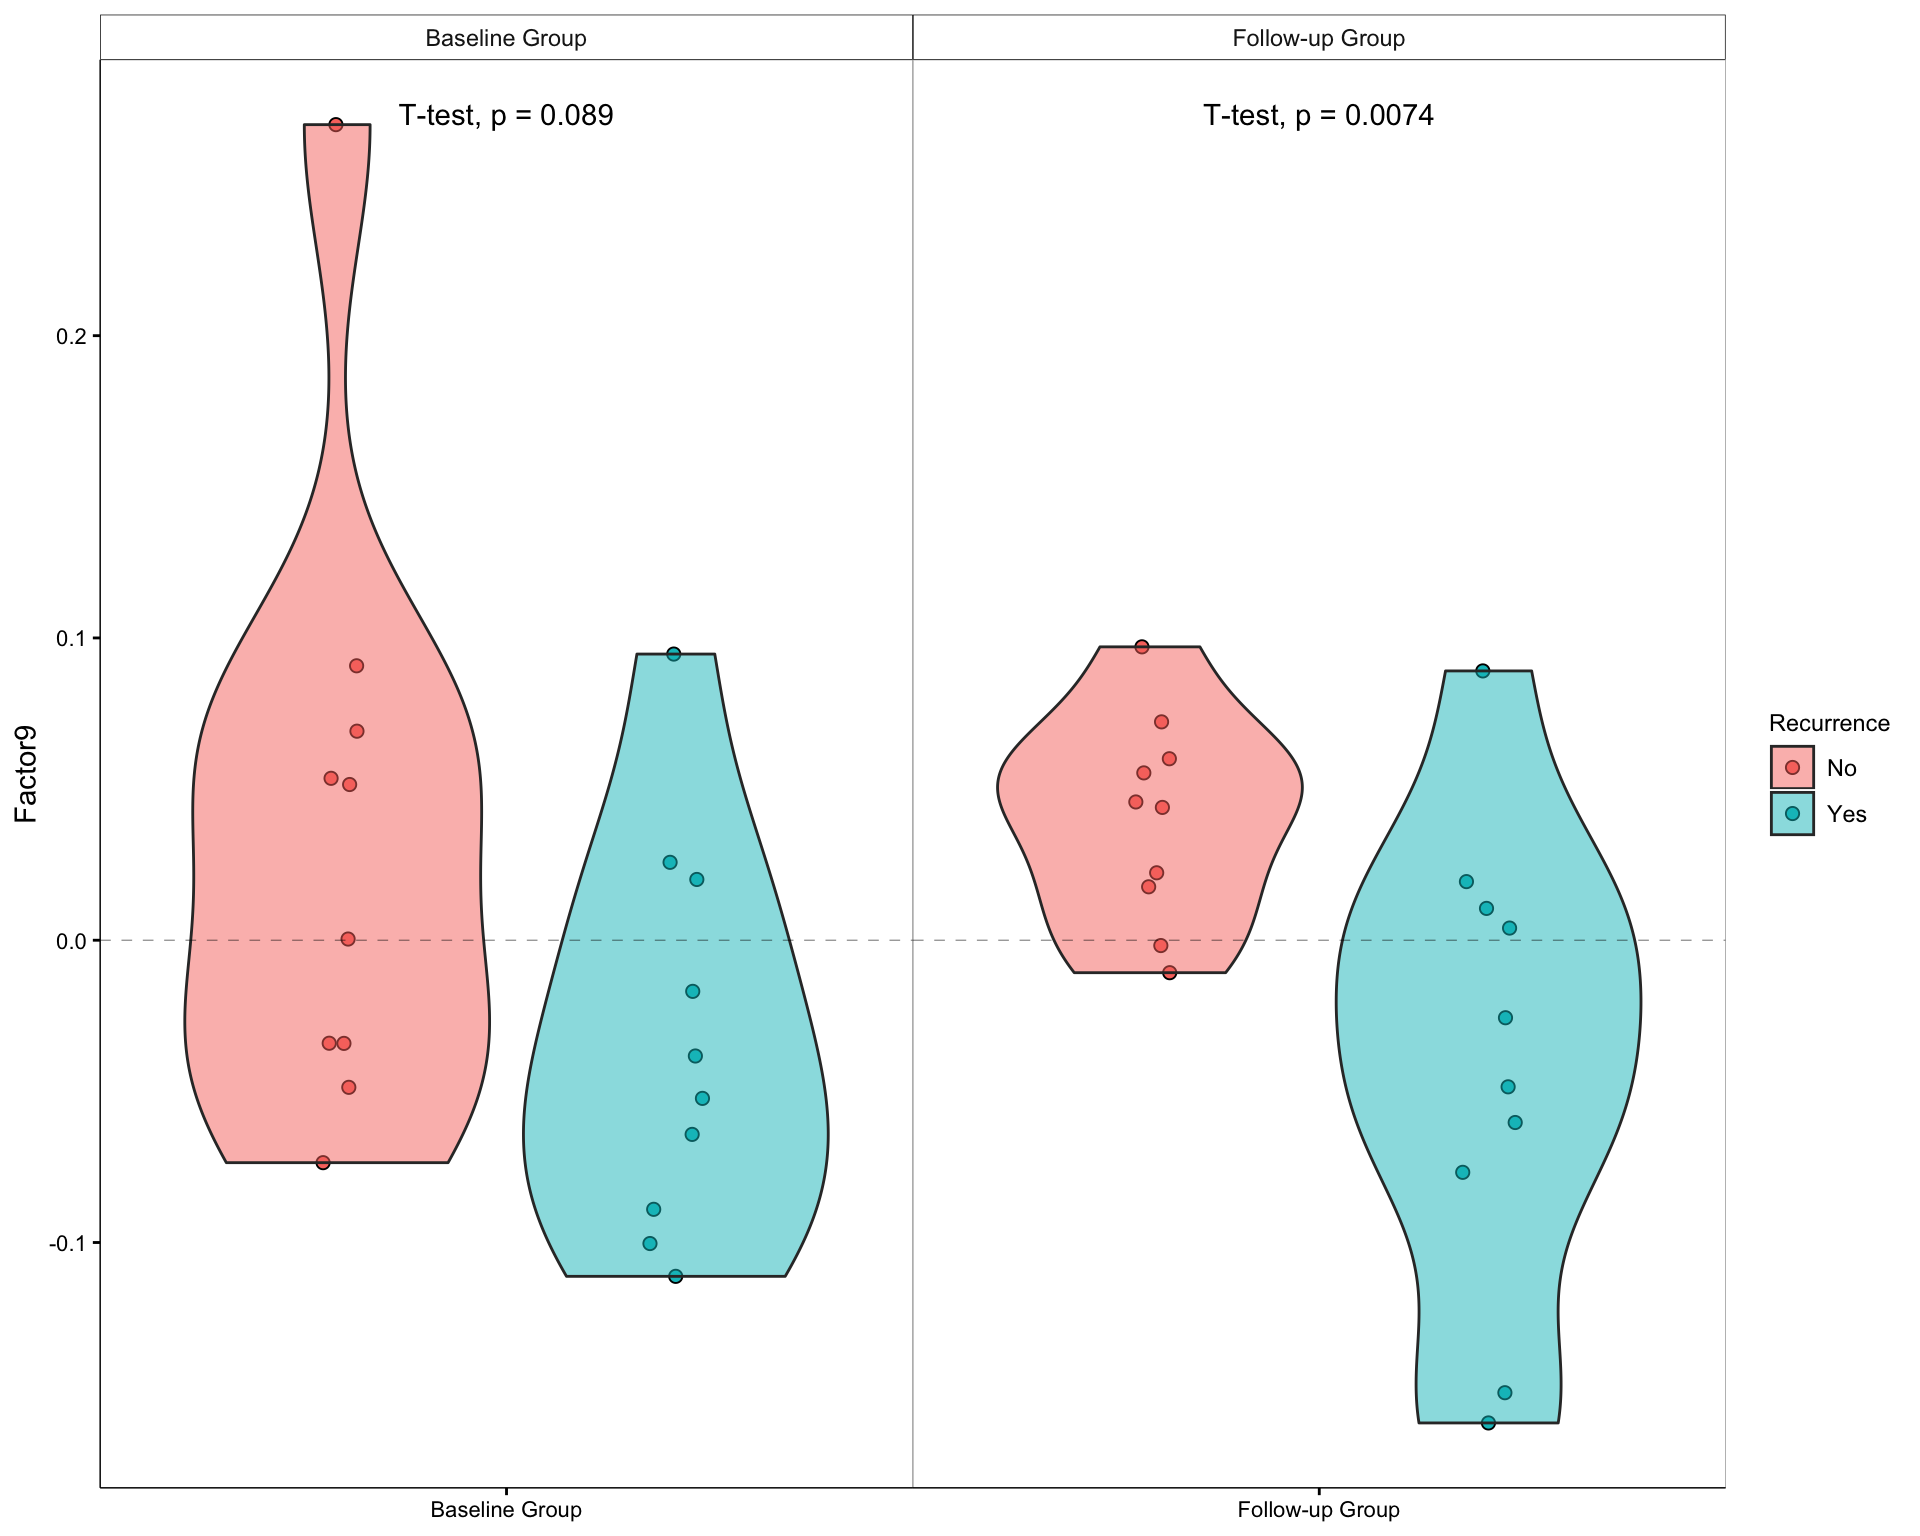 Baseline Group
Follow-up Group
T-test, p = 0.089
T-test, p = 0.0074
0.2
0.1
0.0
-0.1
Factor9
Baseline Group
Follow-up Group
Recurrence
No
Yes